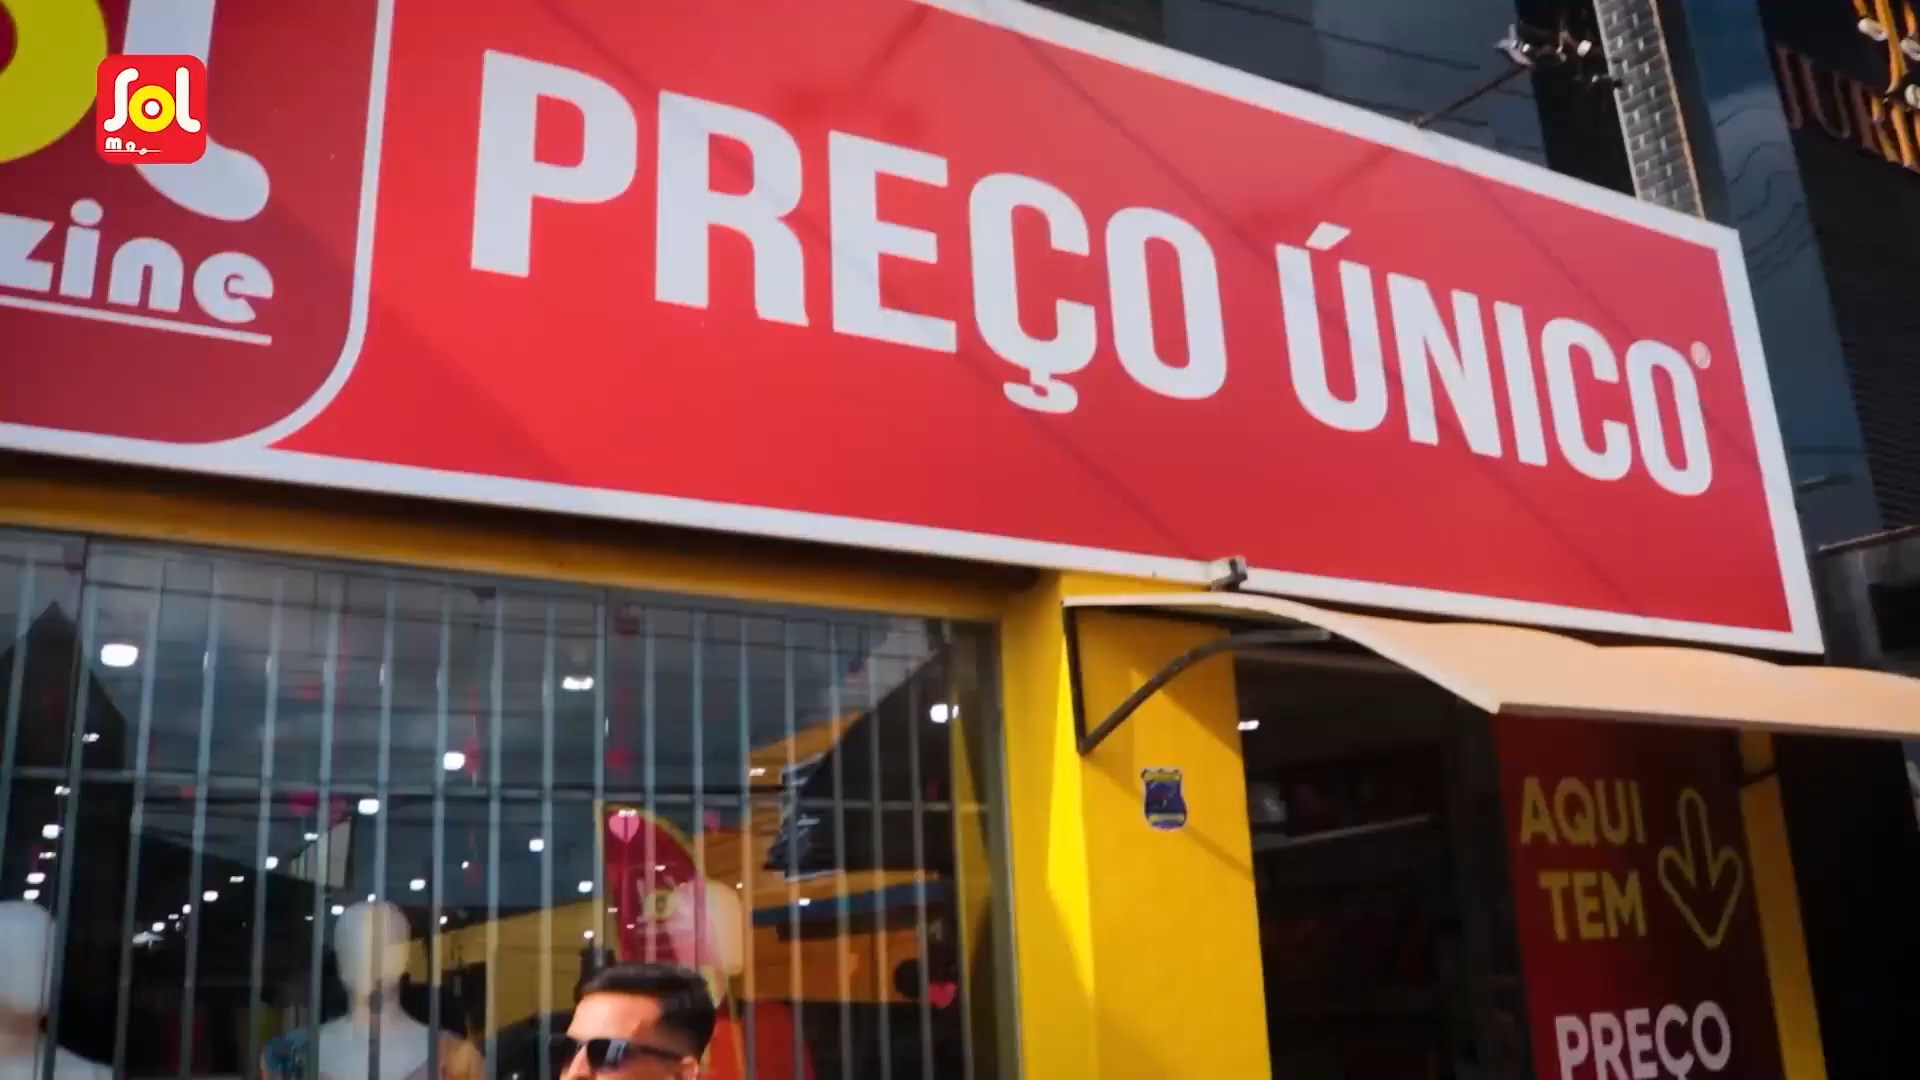 Sol
zine
PREÇO ÚNICO®
AQUI
TEM
PREÇO